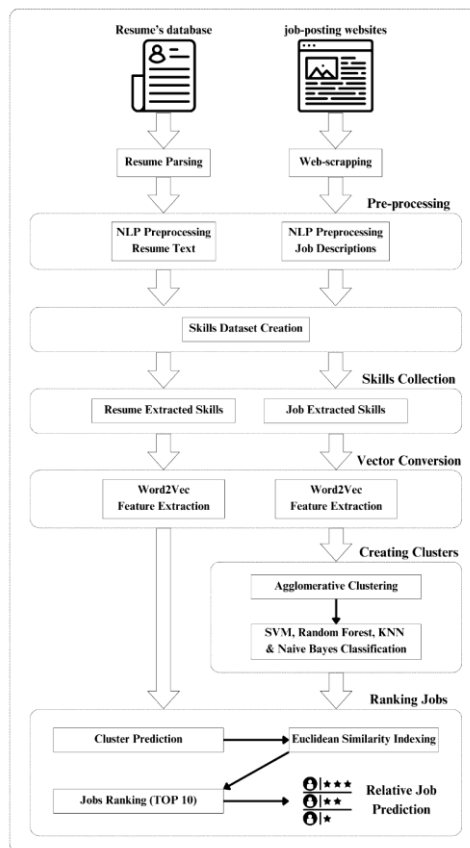 Resume's database
job-posting websites
Resume Parsing
Web-scrapping
Pre-processing
NLP Preprocessing
Resume Text
NLP Preprocessing
Job Descriptions
Skills Dataset Creation
Skills Collection
Resume Extracted Skills
Job Extracted Skills
Vector Conversion
Word2Vec
Feature Extraction
Word2Vec
Feature Extraction
Creating Clusters
Agglomerative Clustering
SVM, Random Forest, KNN
& Naive Bayes Classification
Ranking Jobs
Cluster Prediction
Euclidean Similarity Indexing
Jobs Ranking (TOP 10)
Relative Job
Prediction